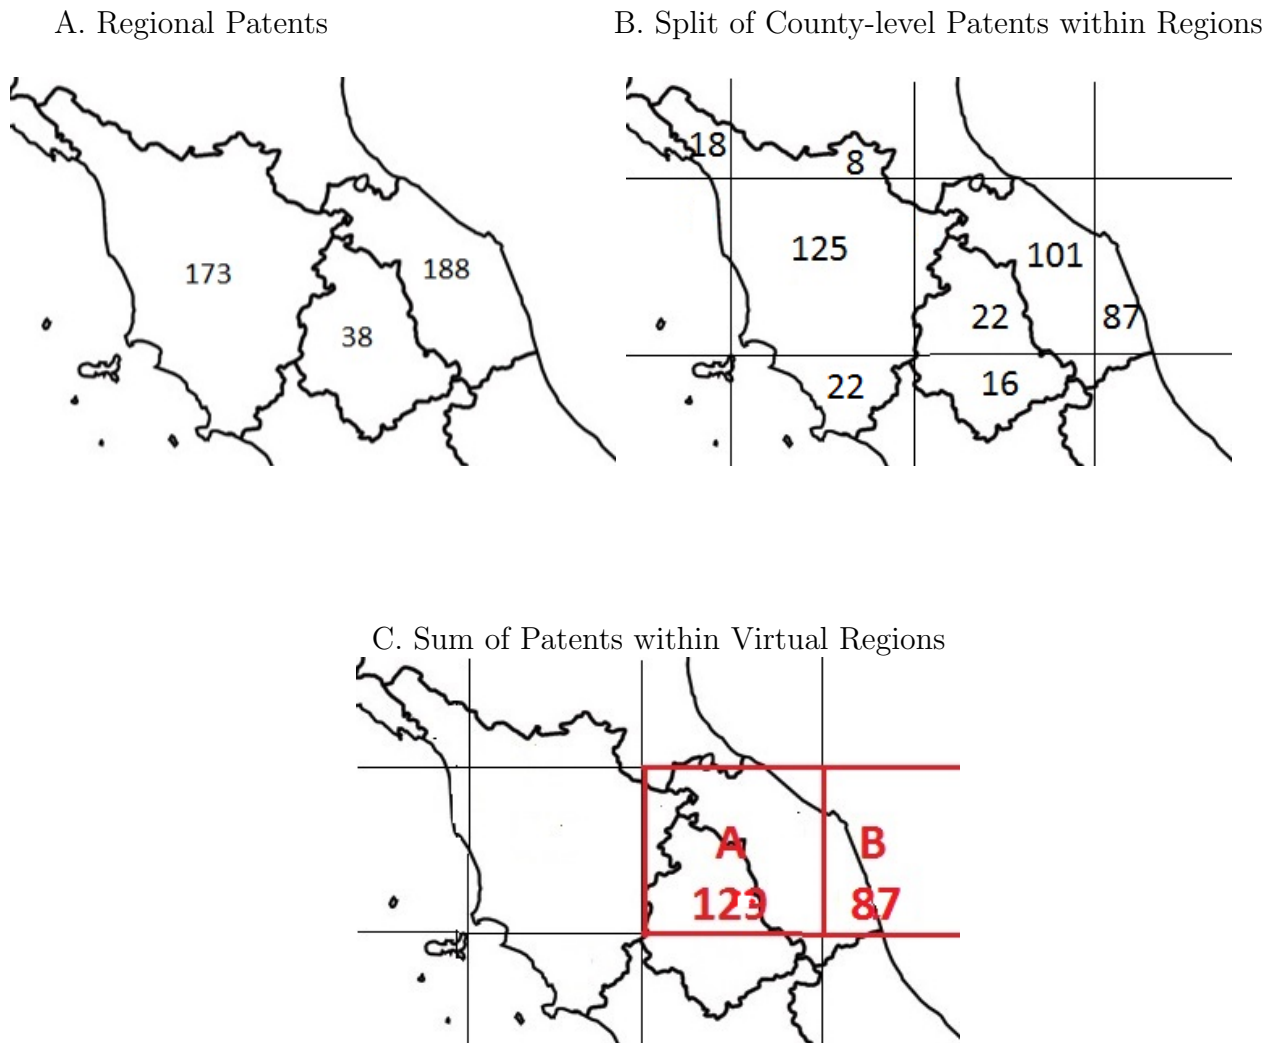 A. Regional Patents
B. Split of County-level Patents within Regions
173
188
38
18
8
125
101
22
87
22
16
C. Sum of Patents within Virtual Regions
A
B
123
87